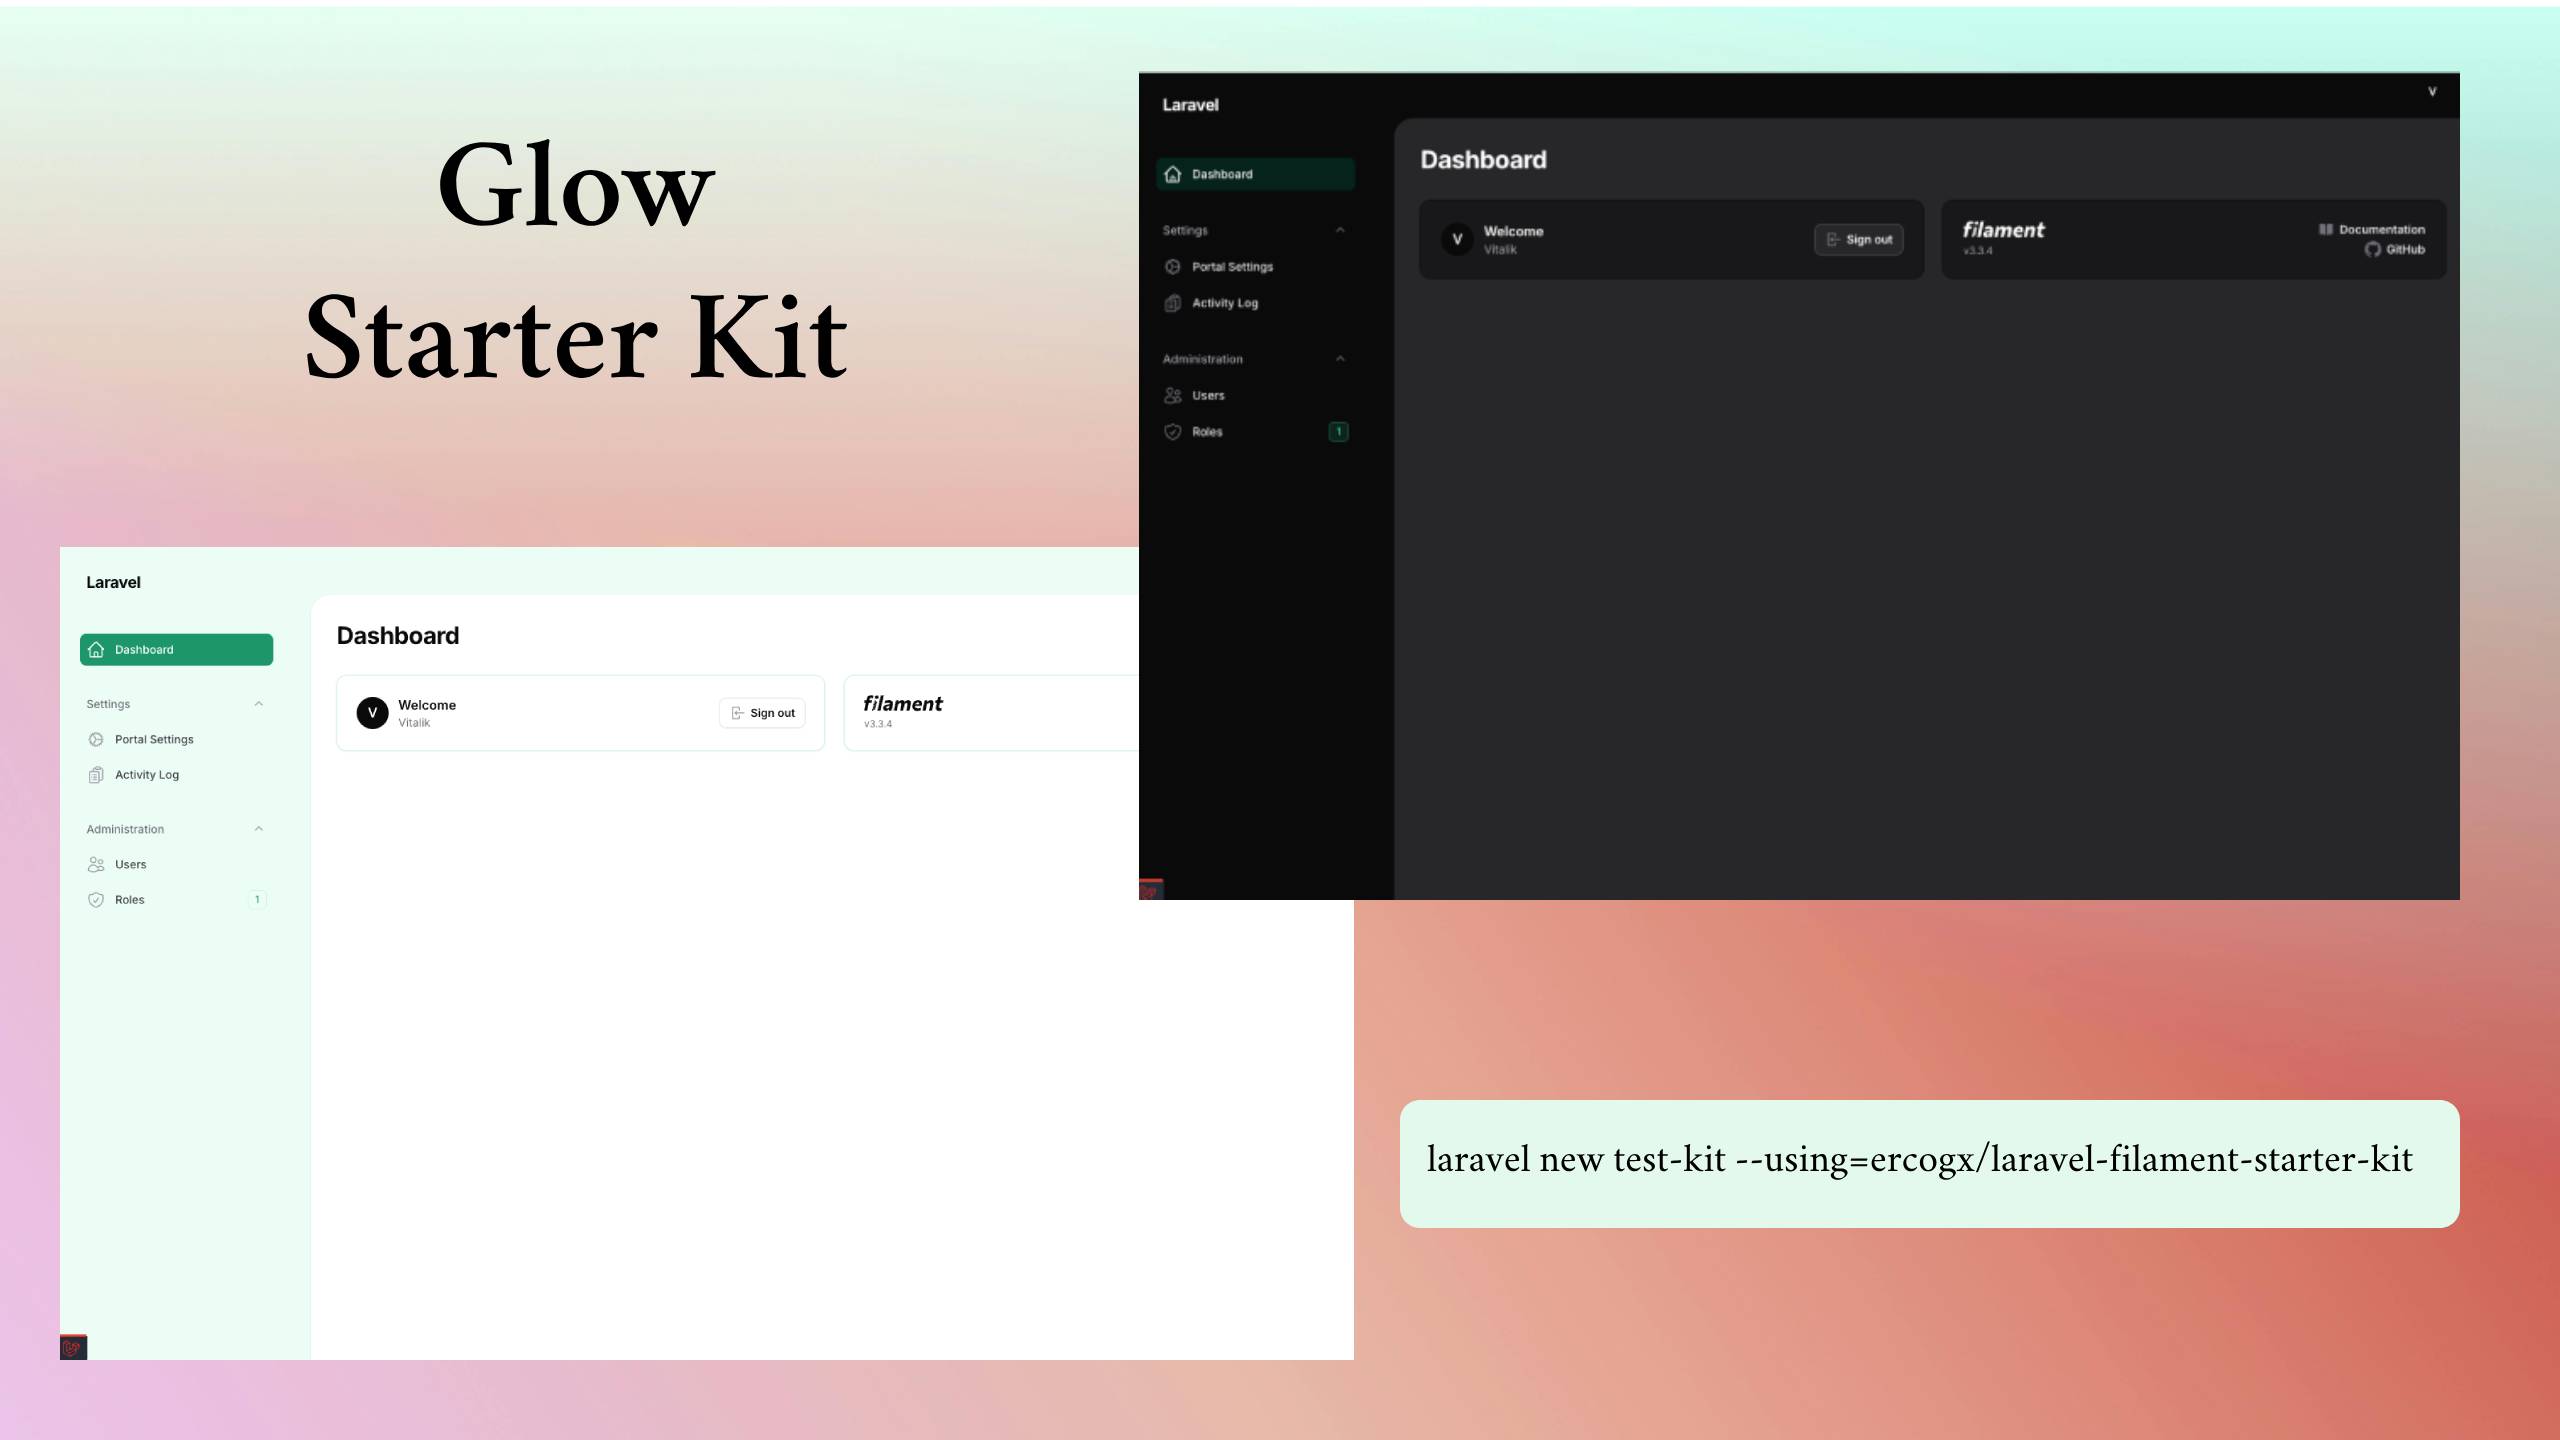 Glow
Starter Kit
Laravel
V
Dashboard
Dashboard
Settings
Portal Settings
Activity Log
Administration
Users
Roles
1
V
Welcome
Vitalik
Sign out
filament
v3.3.4
Documentation
GitHub
Laravel
Dashboard
Dashboard
Settings
Portal Settings
Activity Log
Administration
Users
Roles
1
V
Welcome
Vitalik
Sign out
filament
v3.3.4
laravel new test-kit --using=ercogx/laravel-filament-starter-kit